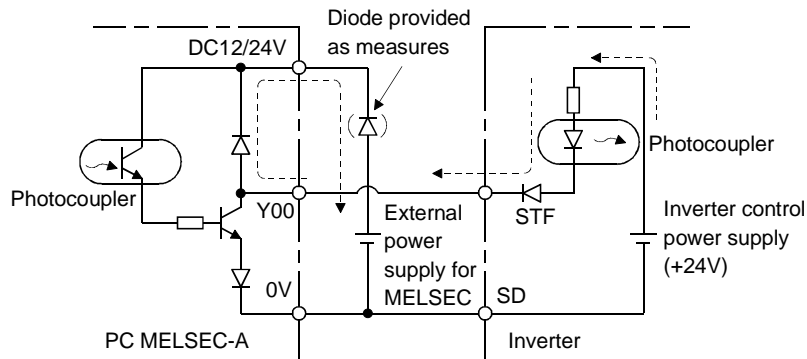 Diode provided
as measures
DC12/24V
Photocoupler
Photocoupler
Y00
STF
External
power
supply for
MELSEC
Inverter control
power supply
(+24V)
0V
SD
PC MELSEC-A
Inverter